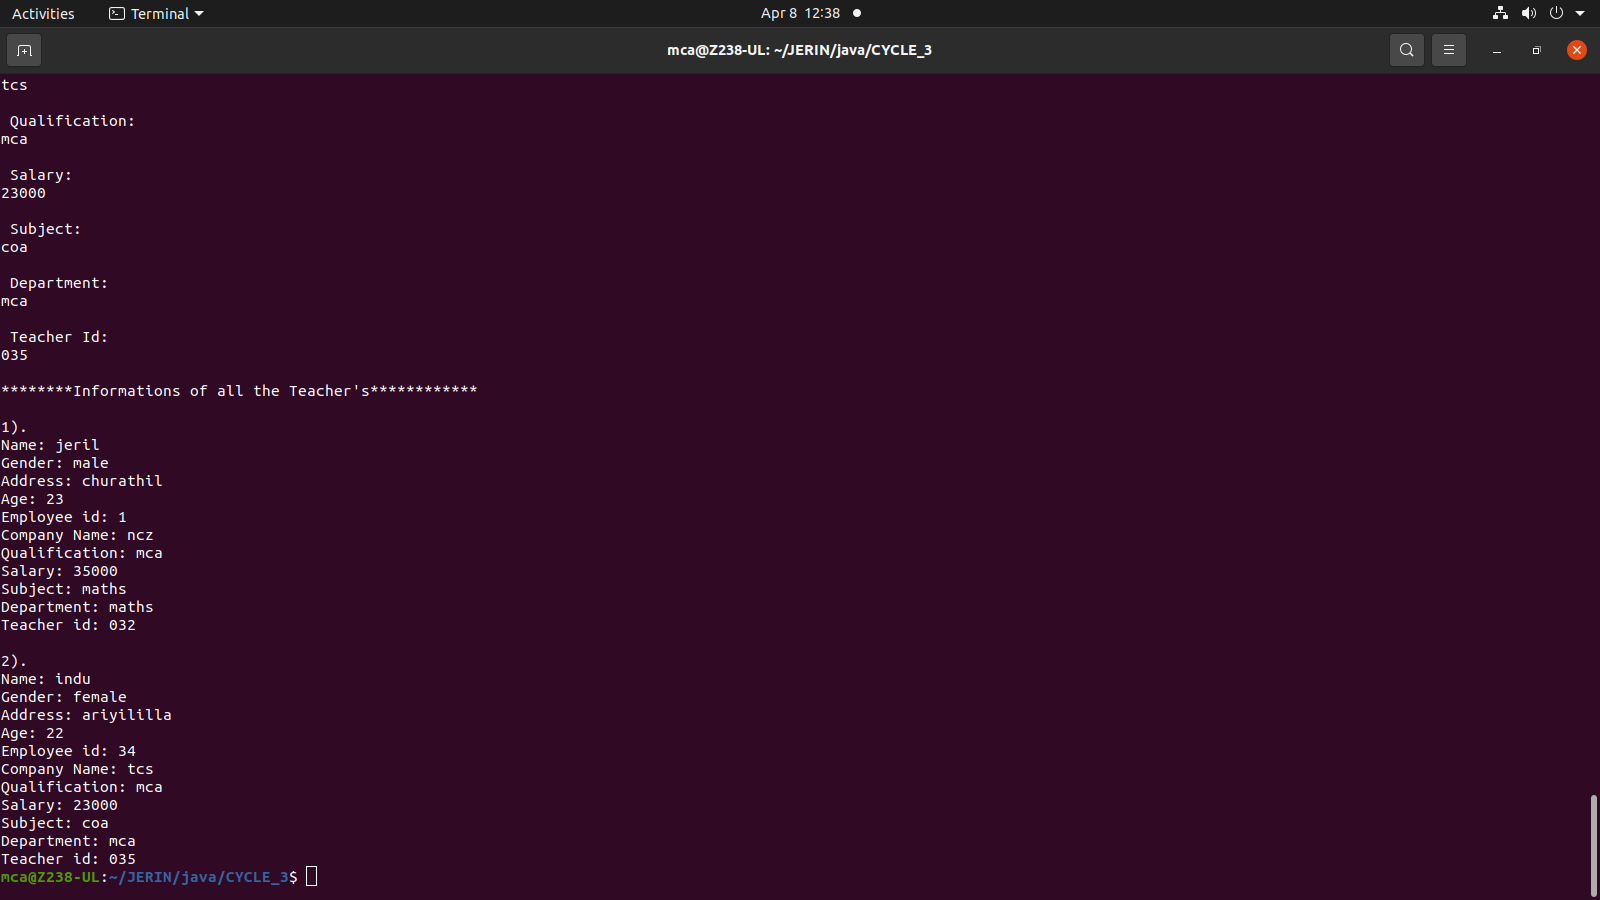 Activities Terminal Apr 8 12:38
mca@Z238-UL: ~/JERIN/java/CYCLE_3
tcs
Qualification:
mca
Salary:
23000
Subject:
coa
Department:
mca
Teacher Id:
035
********Informations of all the Teacher's************
1).
Name: jeril
Gender: male
Address: churathil
Age: 23
Employee id: 1
Company Name: ncz
Qualification: mca
Salary: 35000
Subject: maths
Department: maths
Teacher id: 032
2).
Name: indu
Gender: female
Address: ariyililla
Age: 22
Employee id: 34
Company Name: tcs
Qualification: mca
Salary: 23000
Subject: coa
Department: mca
Teacher id: 035
mca@Z238-UL:~/JERIN/java/CYCLE_3$